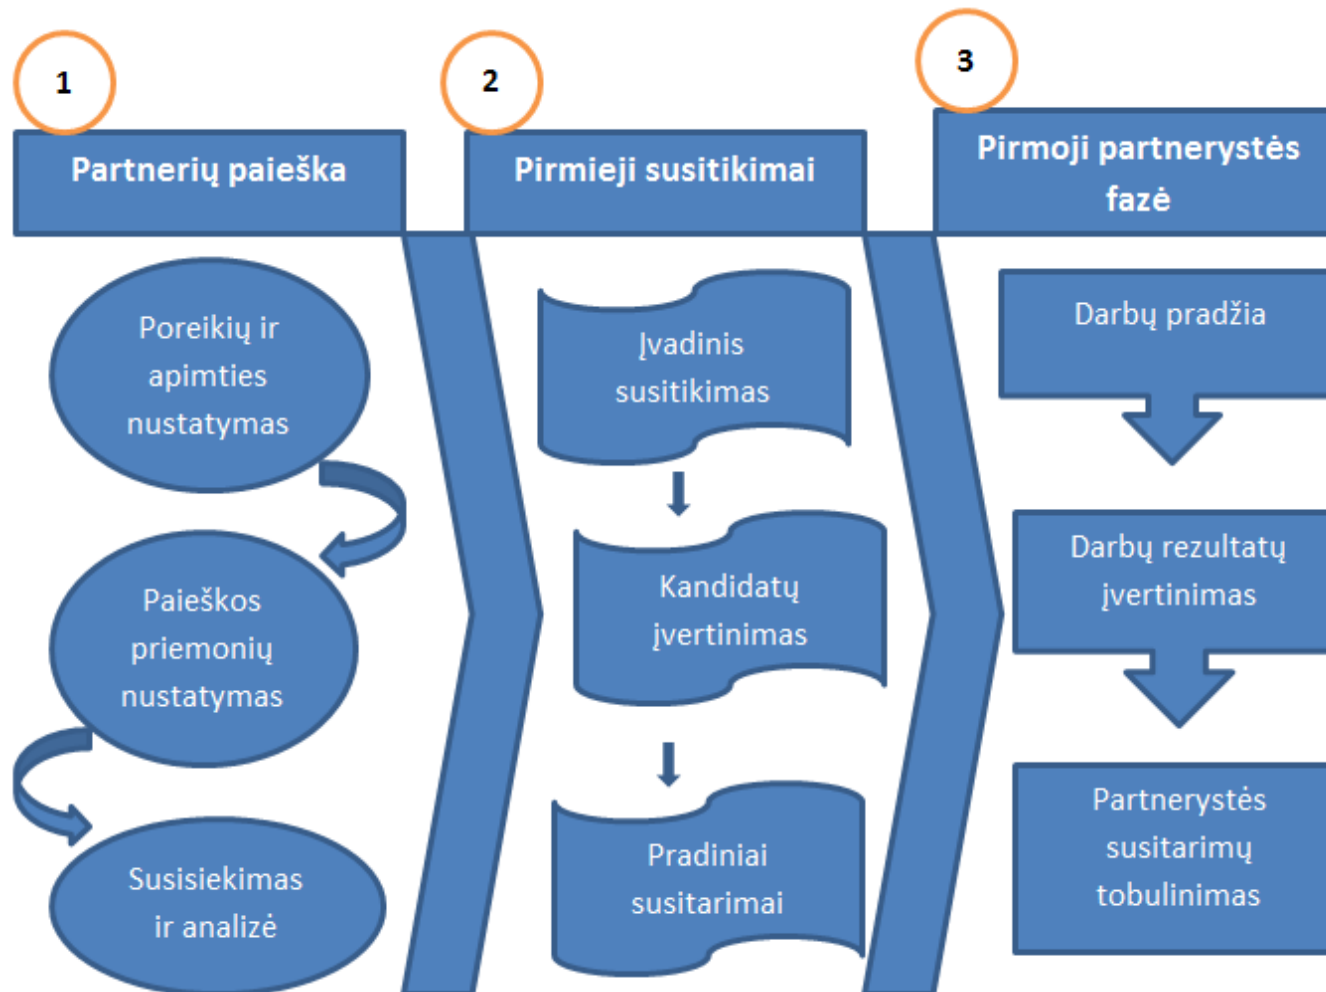 1
Partnerių paieška
Poreikių ir
apimties
nustatymas
Paieškos
priemonių
nustatymas
Susisiekimas
ir analizė
2
Pirmieji susitikimai
Įvadinis
susitikimas
Kandidatų
įvertinimas
Pradiniai
susitarimai
3
Pirmoji partnerystės
fazė
Darbų pradžia
Darbų rezultatų
įvertinimas
Partnerystės
susitarimų
tobulinimas